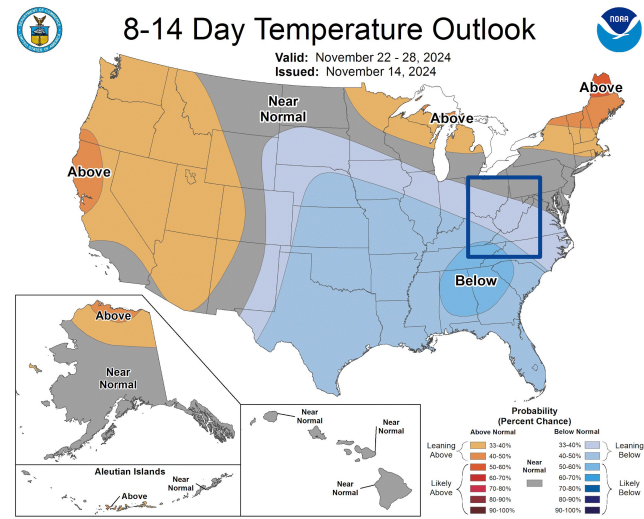 8-14 Day Temperature Outlook
Valid: November 22 - 28, 2024
Issued: November 14, 2024
NOAA
Near
Normal
Above
Above
Above
Below
Above
Near
Normal
Aleutian Islands
Near
Normal
Above
Near
Normal
Near
Normal
Near
Normal
Probability
(Percent Chance)
Above Normal
Below Normal
Leaning
Above
33-40%
40-50%
Likely
Above
50-60%
60-70%
70-80%
80-90%
90-100%
Near
Normal
33-40%
40-50%
Leaning
Below
50-60%
60-70%
70-80%
80-90%
90-100%
Likely
Below